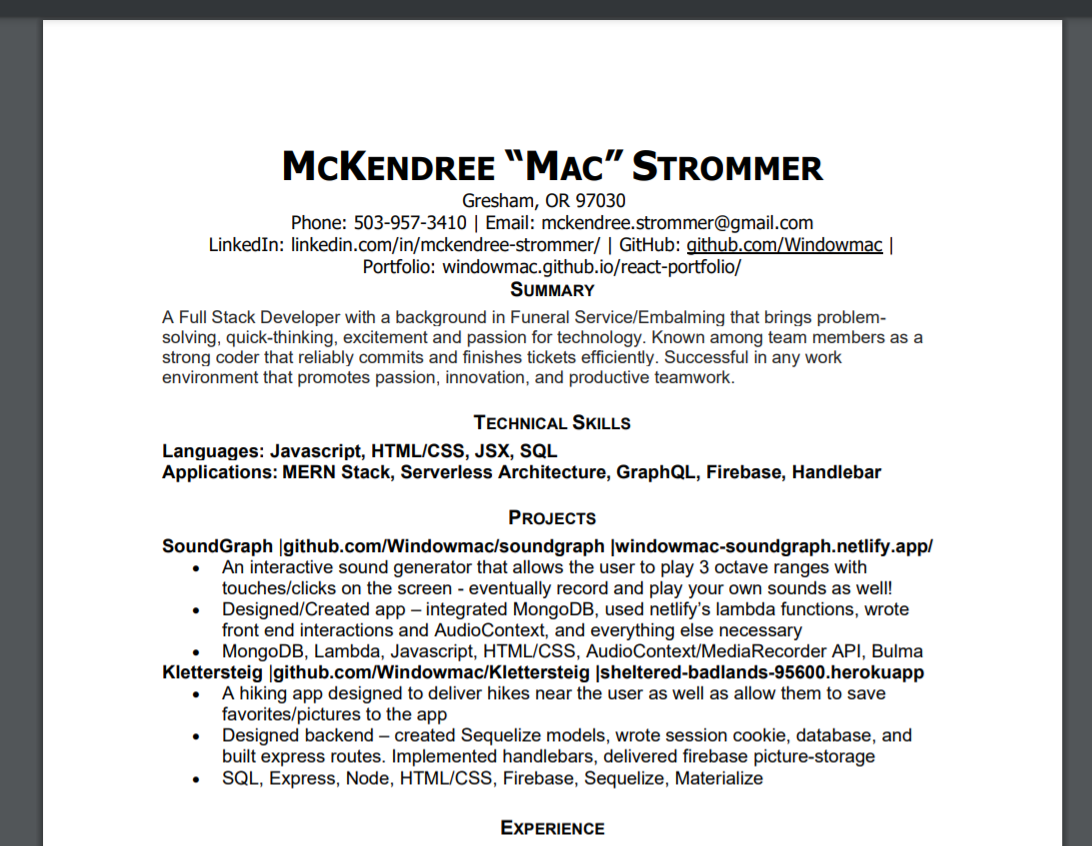 MCKENDREE “MAC” STROMMER
Gresham, OR 97030
Phone: 503-957-3410 | Email: mckendree.strommer@gmail.com
LinkedIn: linkedin.com/in/mckendree-strommer/ | GitHub: github.com/Windowmac |
Portfolio: windowmac.github.io/react-portfolio/
SUMMARY
A Full Stack Developer with a background in Funeral Service/Embalming that brings problem-
solving, quick-thinking, excitement and passion for technology. Known among team members as a
strong coder that reliably commits and finishes tickets efficiently. Successful in any work
environment that promotes passion, innovation, and productive teamwork.
TECHNICAL SKILLS
Languages: Javascript, HTML/CSS, JSX, SQL
Applications: MERN Stack, Serverless Architecture, GraphQL, Firebase, Handlebar
PROJECTS
SoundGraph |github.com/Windowmac/soundgraph |windowmac-soundgraph.netlify.app/
• An interactive sound generator that allows the user to play 3 octave ranges with
touches/clicks on the screen - eventually record and play your own sounds as well!
• Designed/Created app – integrated MongoDB, used netlify’s lambda functions, wrote
front end interactions and AudioContext, and everything else necessary
• MongoDB, Lambda, Javascript, HTML/CSS, AudioContext/MediaRecorder API, Bulma
Klettersteig |github.com/Windowmac/Klettersteig |sheltered-badlands-95600.herokuapp
• A hiking app designed to deliver hikes near the user as well as allow them to save
favorites/pictures to the app
• Designed backend – created Sequelize models, wrote session cookie, database, and
built express routes. Implemented handlebars, delivered firebase picture-storage
• SQL, Express, Node, HTML/CSS, Firebase, Sequelize, Materialize
EXPERIENCE